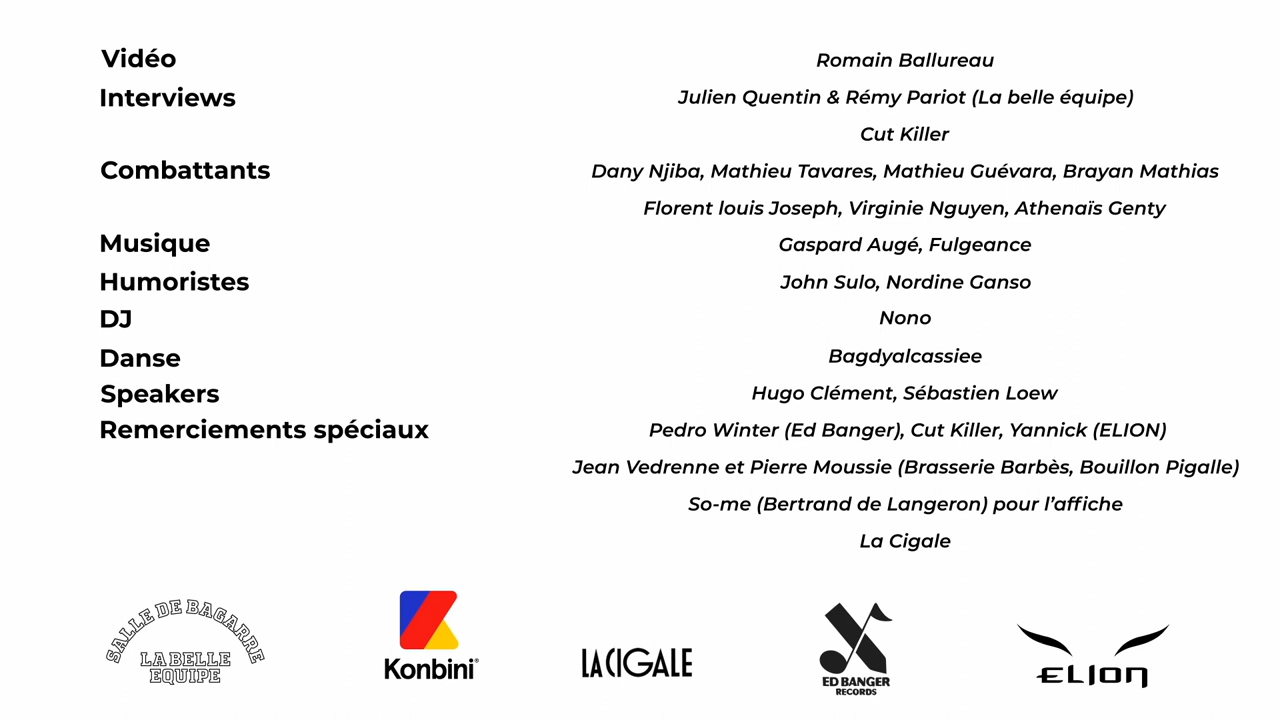 Vidéo Romain Ballureau
Interviews Julien Quentin & Rémy Pariot (La belle équipe)
Cut Killer
Combattants Dany Njiba, Mathieu Tavares, Mathieu Guévara, Brayan Mathias
Florent louis Joseph, Virginie Nguyen, Athenaïs Genty
Musique Gaspard Augé, Fulgeance
Humoristes John Sulo, Nordine Ganso
DJ Nono
Danse Bagdyalcassiee
Speakers Hugo Clément, Sébastien Loew
Remerciements spéciaux Pedro Winter (Ed Banger), Cut Killer, Yannick (ELION)
Jean Vedrenne et Pierre Moussie (Brasserie Barbès, Bouillon Pigalle)
So-me (Bertrand de Langeron) pour l’affiche
La Cigale
SALLE DE BAGARRE
LA BELLE
EQUIPE
Konbini®
LA CIGALE
ED BANGER
RECORDS
ELION